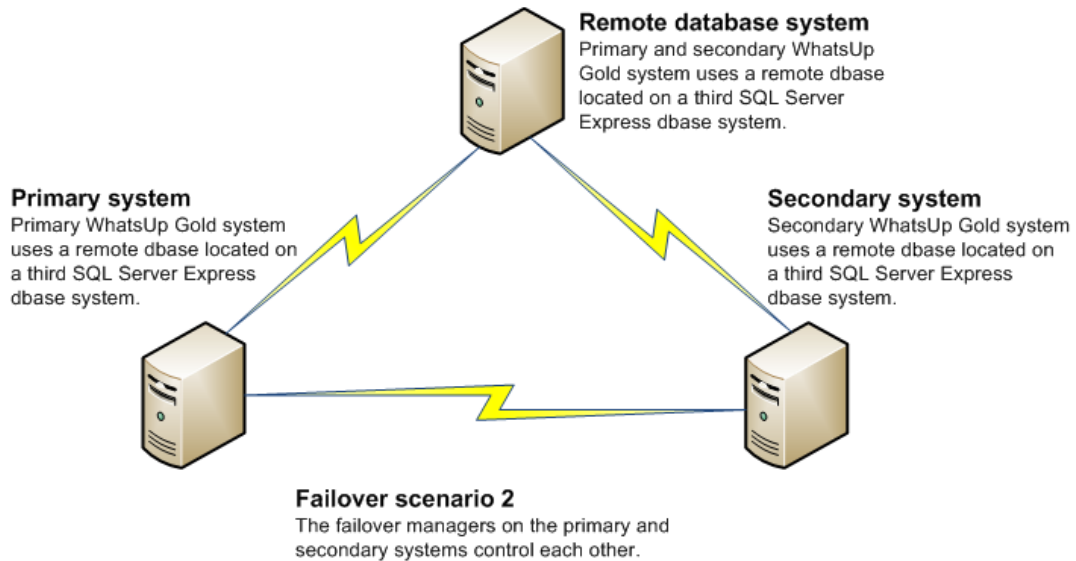 Remote database system
Primary and secondary WhatsUp
Gold system uses a remote dbase
located on a third SQL Server
Express dbase system.
Primary system
Primary WhatsUp Gold system
uses a remote dbase located on
a third SQL Server Express
dbase system.
Secondary system
Secondary WhatsUp Gold system
uses a remote dbase located on
a third SQL Server Express
dbase system.
Failover scenario 2
The failover managers on the primary and
secondary systems control each other.